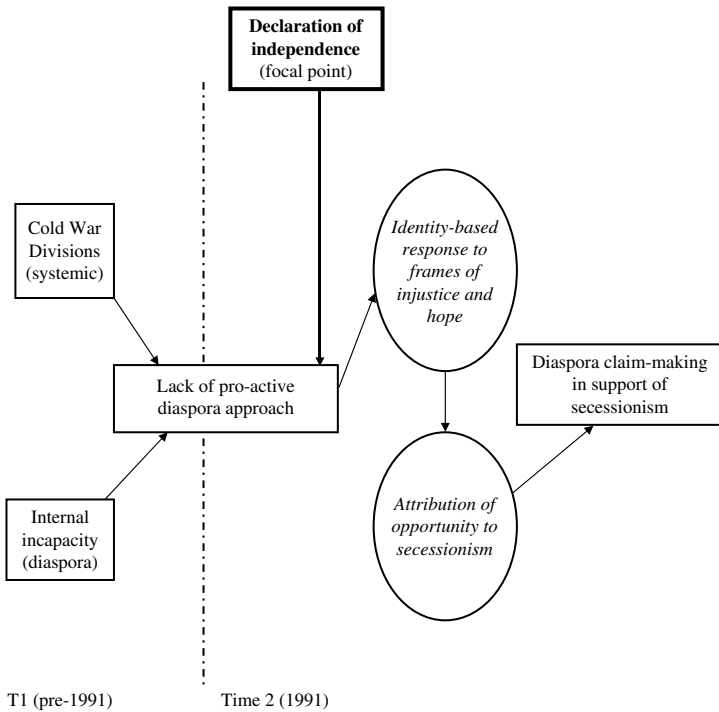 Declaration of
independence
(focal point)
Identity-based
response to
frames of
injustice and
hope
Cold War
Divisions
(systemic)
Lack of pro-active
diaspora approach
Diaspora claim-making
in support of
secessionism
Internal
incapacity
(diaspora)
Attribution of
opportunity to
secessionism
T1 (pre-1991)
Time 2 (1991)